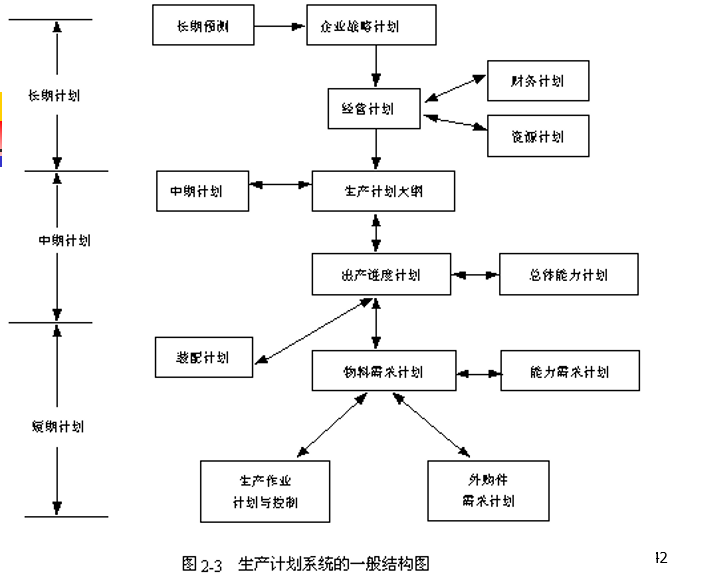 长期预测
企业战略计划
长期计划
财务计划
经营计划
资源计划
中期计划
生产计划大纲
中期计划
出产进度计划
总体能力计划
装配计划
物料需求计划
能力需求计划
短期计划
生产作业
计划与控制
外购件
需求计划
图 2-3 生产计划系统的一般结构图
42